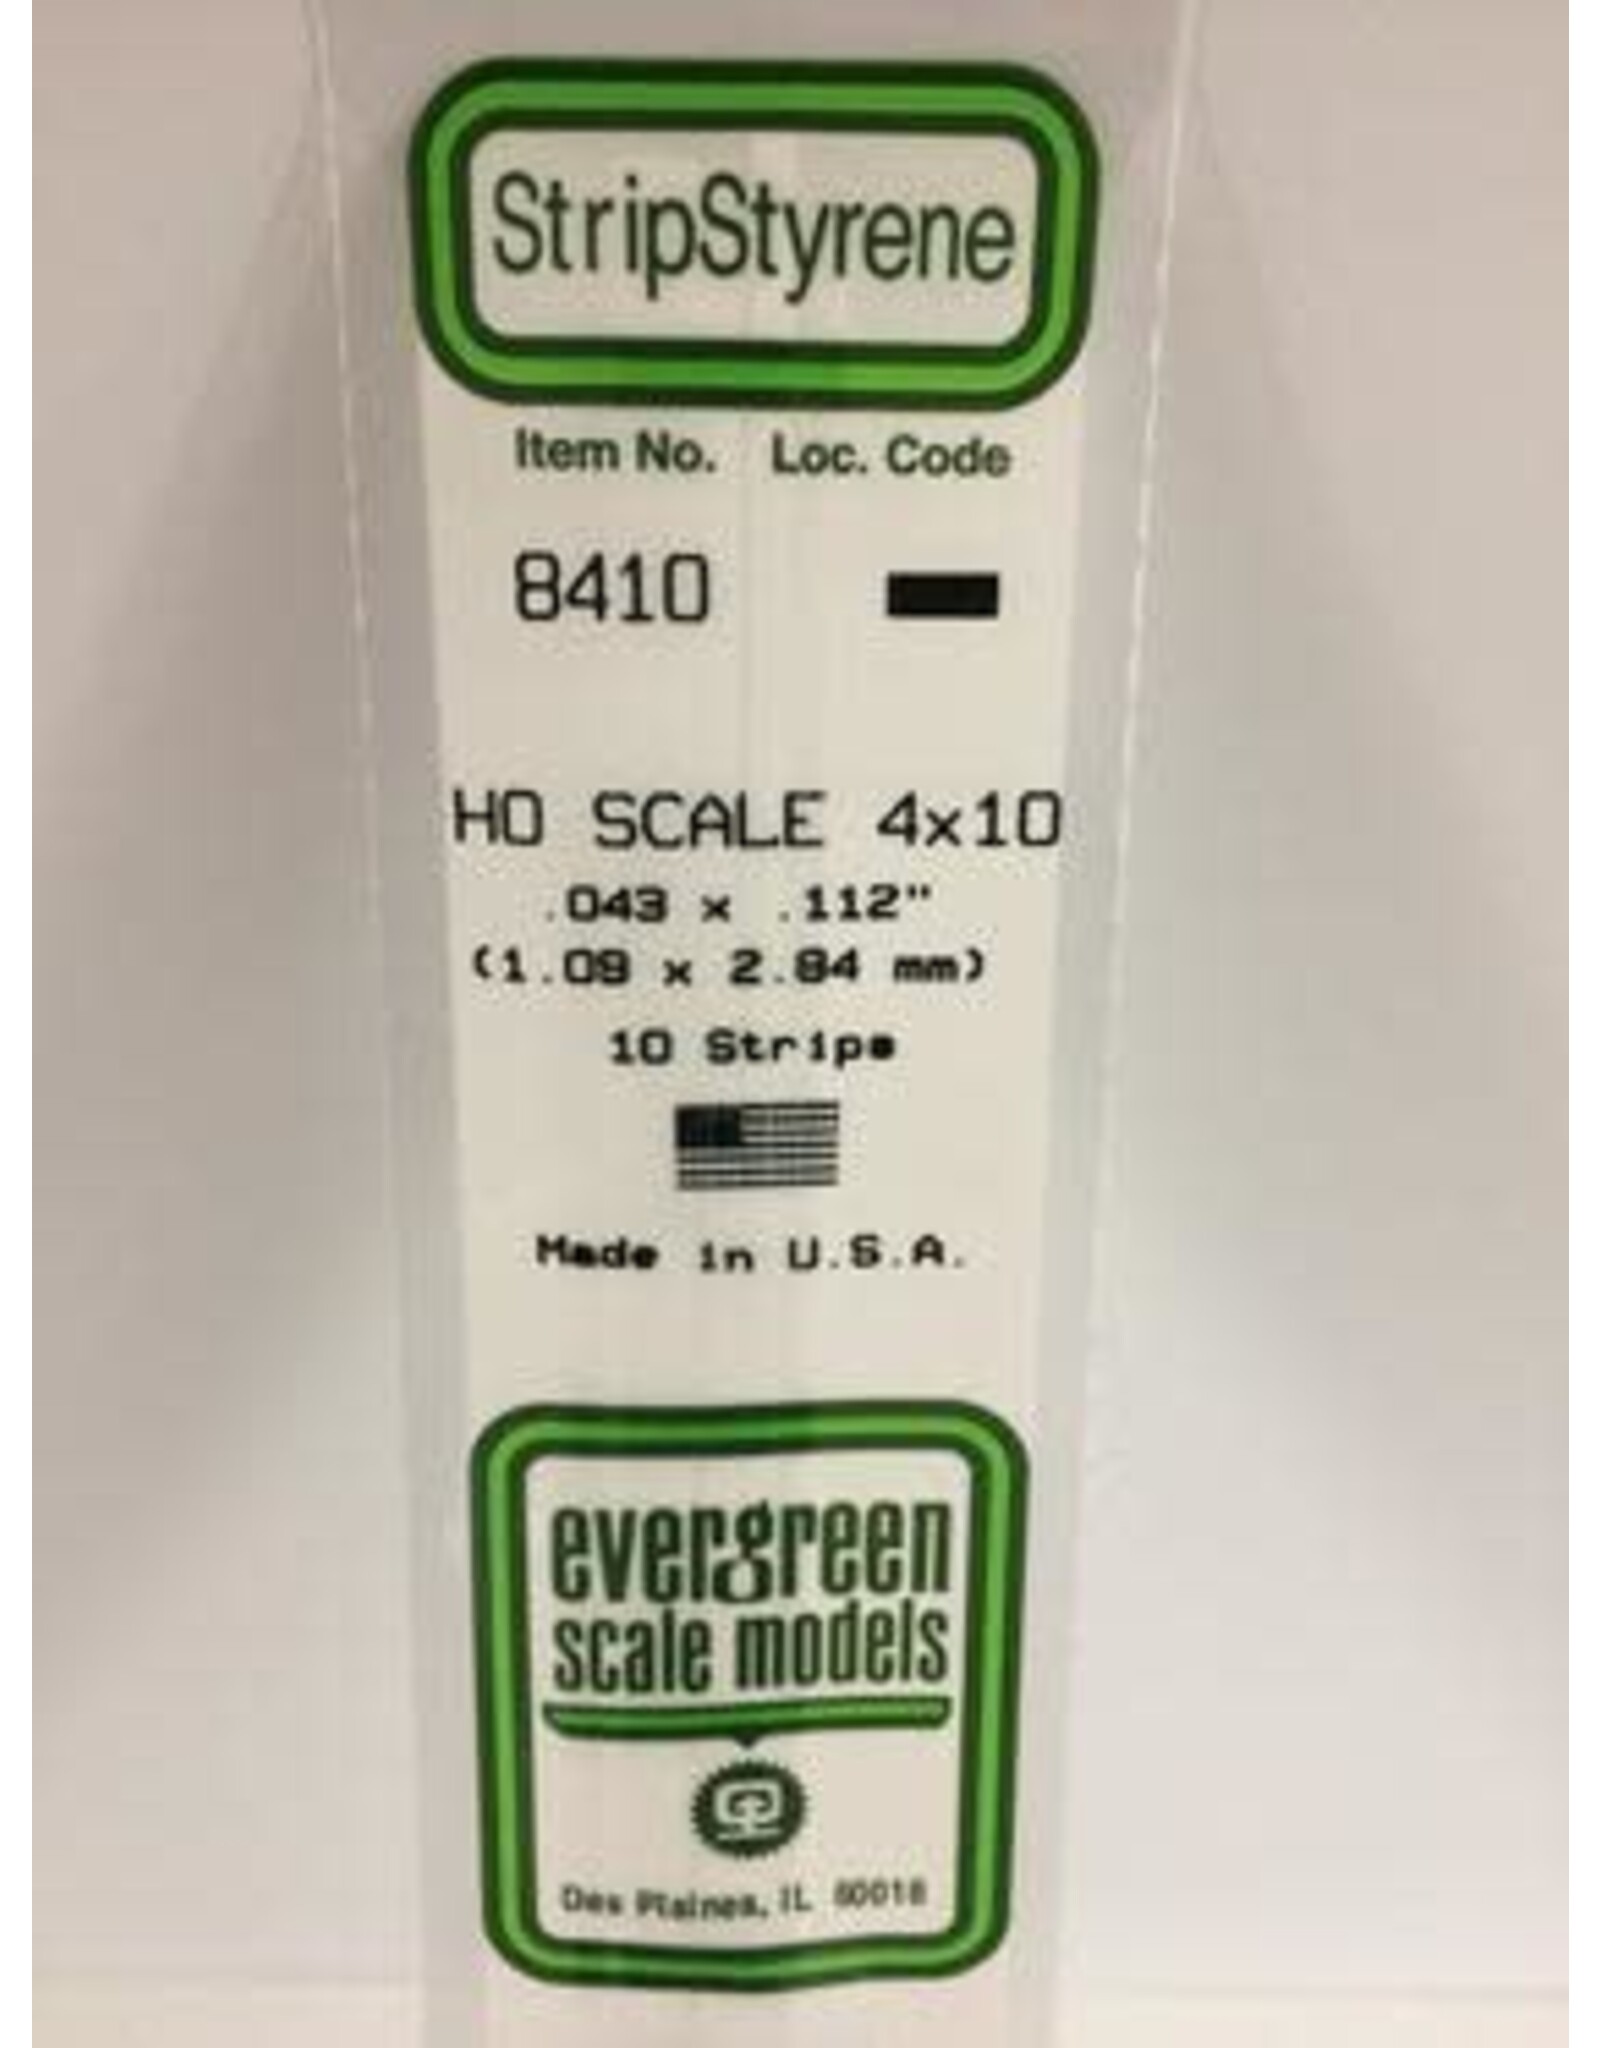 StripStyrene
Item No. Loc. Code
8410
HO SCALE 4x10
.043 x .112"
(1.09 x 2.84 mm)
10 Strips
Made in U.S.A.
evergreen
scale models
Des Plaines, IL 60018